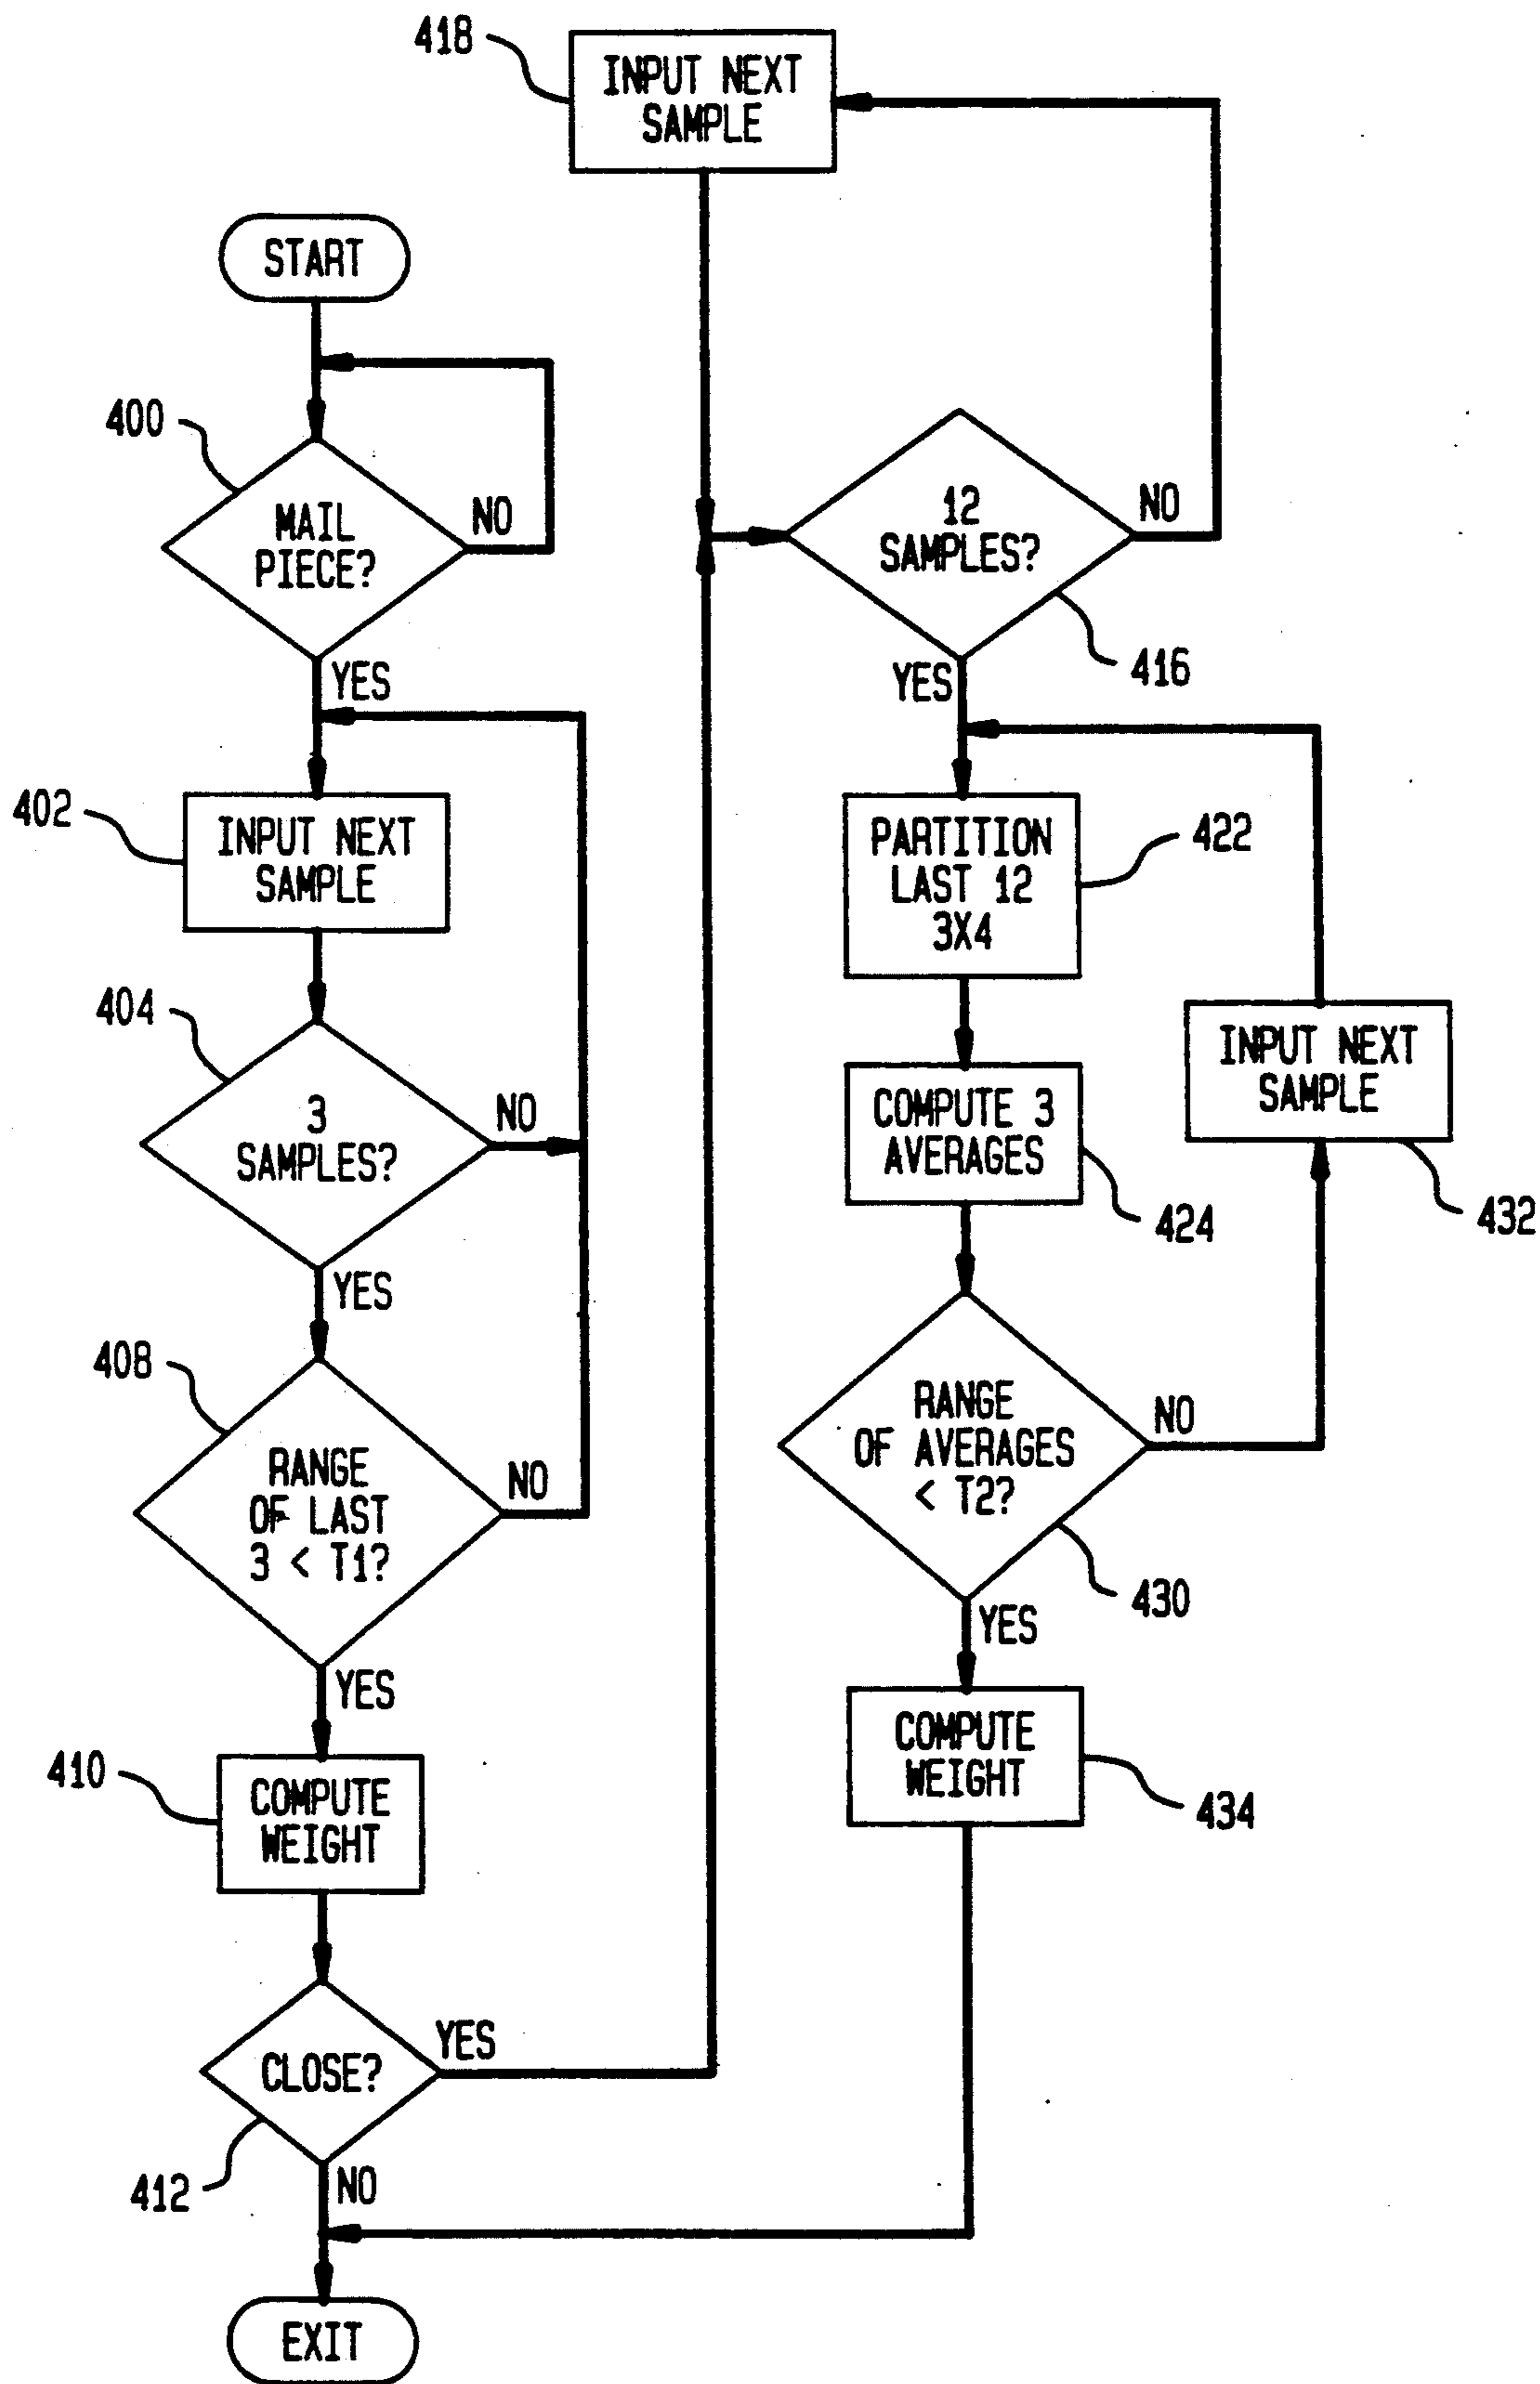 418
INPUT NEXT
SAMPLE
START
400
MAIL
PIECE?
NO
YES
402
INPUT NEXT
SAMPLE
404
3
SAMPLES?
NO
YES
408
RANGE
OF LAST
3 < T1?
NO
YES
410
COMPUTE
WEIGHT
CLOSE?
YES
412
NO
EXIT
12
SAMPLES?
NO
416
YES
PARTITION
LAST 12
3X4
422
COMPUTE 3
AVERAGES
424
INPUT NEXT
SAMPLE
432
RANGE
OF AVERAGES
< T2?
NO
430
YES
COMPUTE
WEIGHT
434